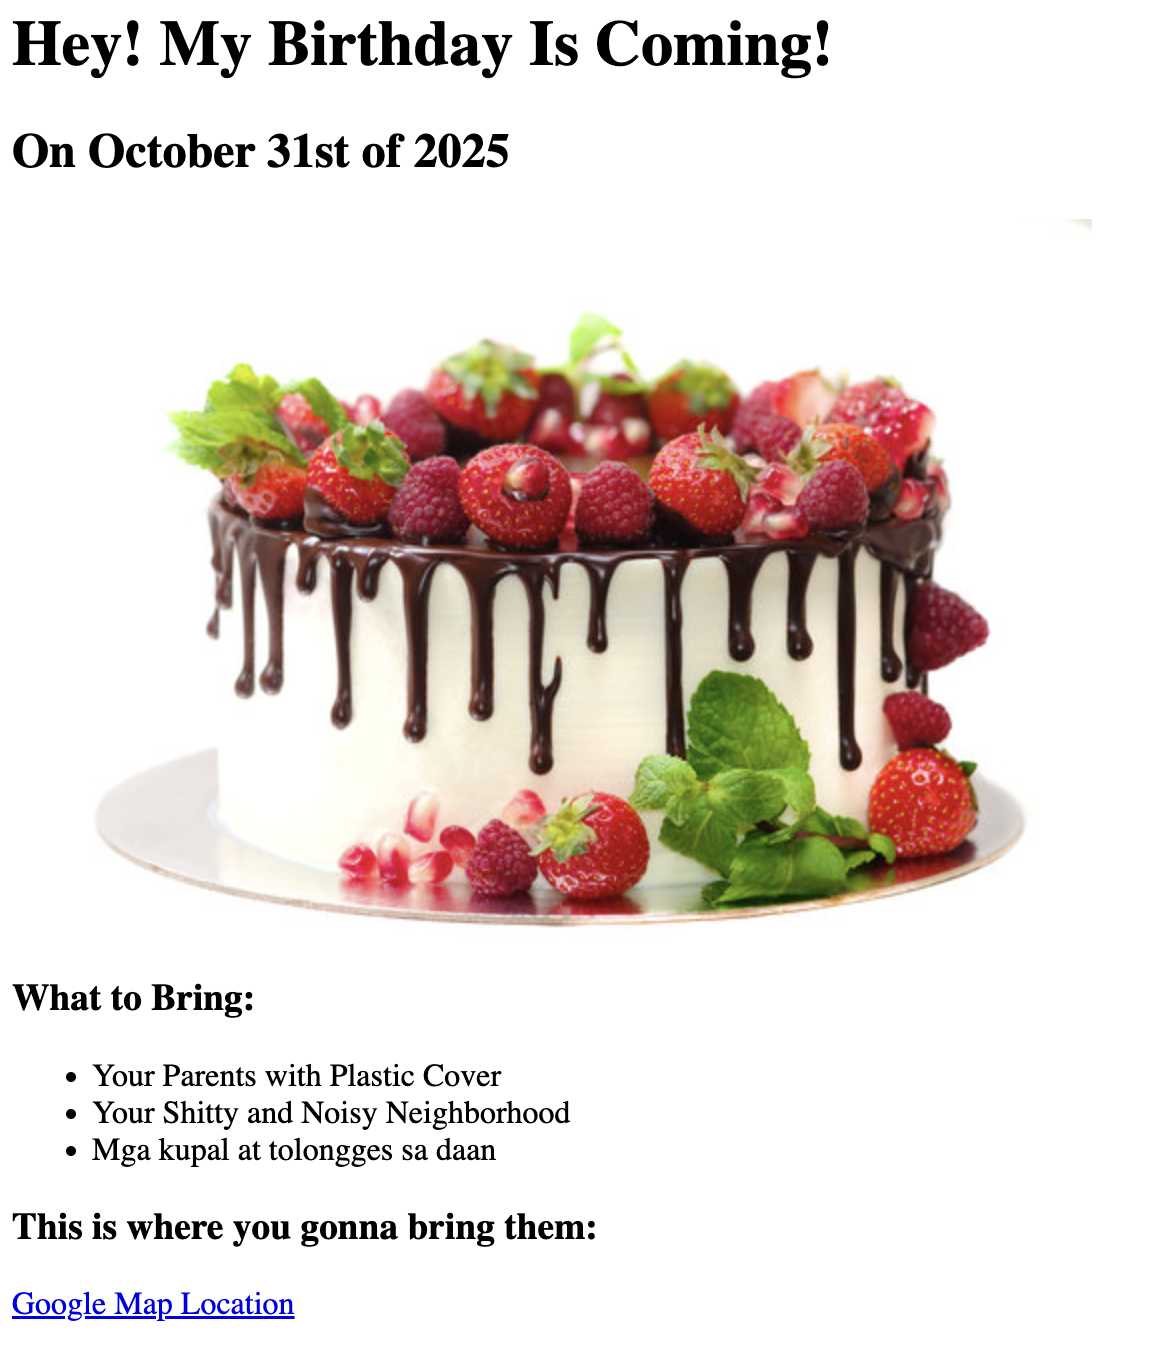 Hey! My Birthday Is Coming!
On October 31st of 2025
What to Bring:
• Your Parents with Plastic Cover
• Your Shitty and Noisy Neighborhood
• Mga kupal at tolongges sa daan
This is where you gonna bring them:
Google Map Location